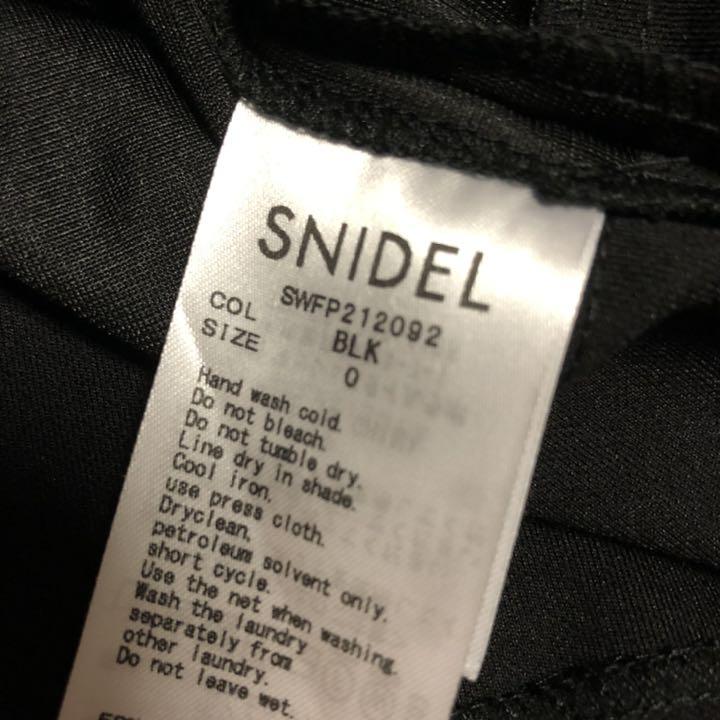 SNIDEL
SWFP212092
COL BLK
SIZE 0
Hand wash cold.
Do not bleach.
Do not tumble dry.
Line dry in shade.
Cool iron,
use press cloth.
Dryclean,
petroleum solvent only.
short cycle.
Use the net when washing.
Wash the laundry
separately from
other laundry.
Do not leave wet.